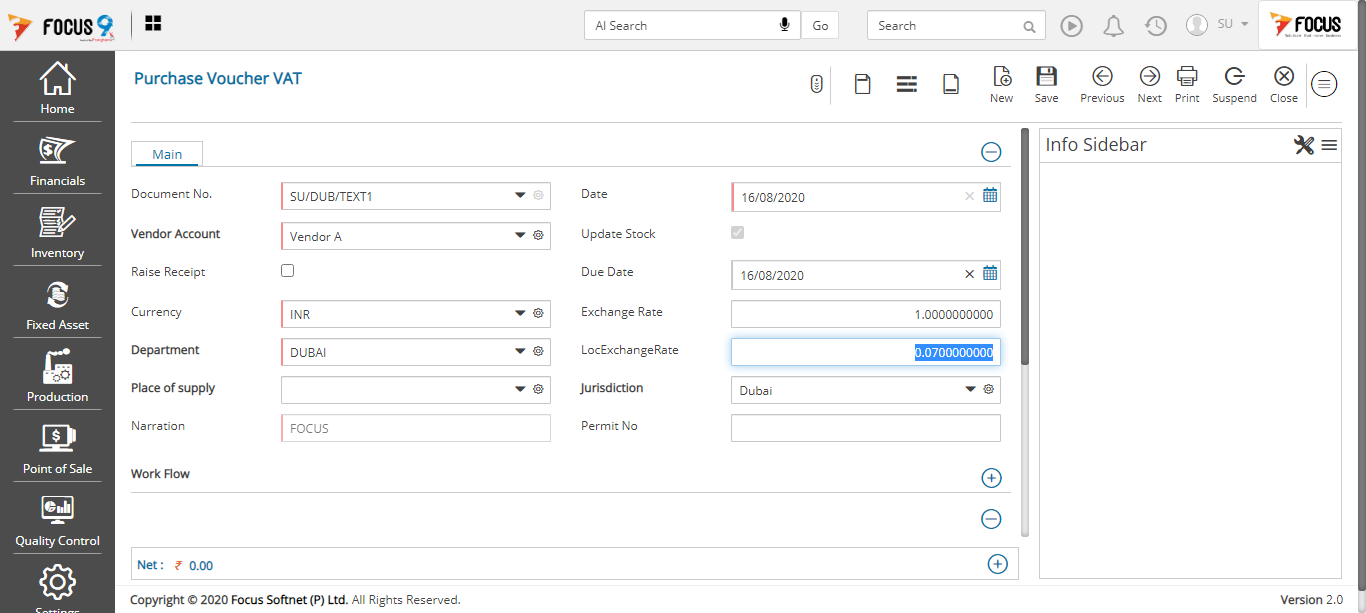 FOCUS 9
AI Search
Go
Search
SU
FOCUS
Home
Financials
Inventory
Fixed Asset
Production
Point of Sale
Quality Control
Settings
Purchase Voucher VAT
New
Save
Previous
Next
Print
Suspend
Close
Main
Document No.
SU/DUB/TEXT1
Date
16/08/2020
Vendor Account
Vendor A
Update Stock
Raise Receipt
Due Date
16/08/2020
Currency
INR
Exchange Rate
1.0000000000
Department
DUBAI
LocExchangeRate
0.0700000000
Place of supply
Jurisdiction
Dubai
Narration
FOCUS
Permit No
Work Flow
Net : ₹ 0.00
Info Sidebar
Copyright © 2020 Focus Softnet (P) Ltd. All Rights Reserved.
Version 2.0